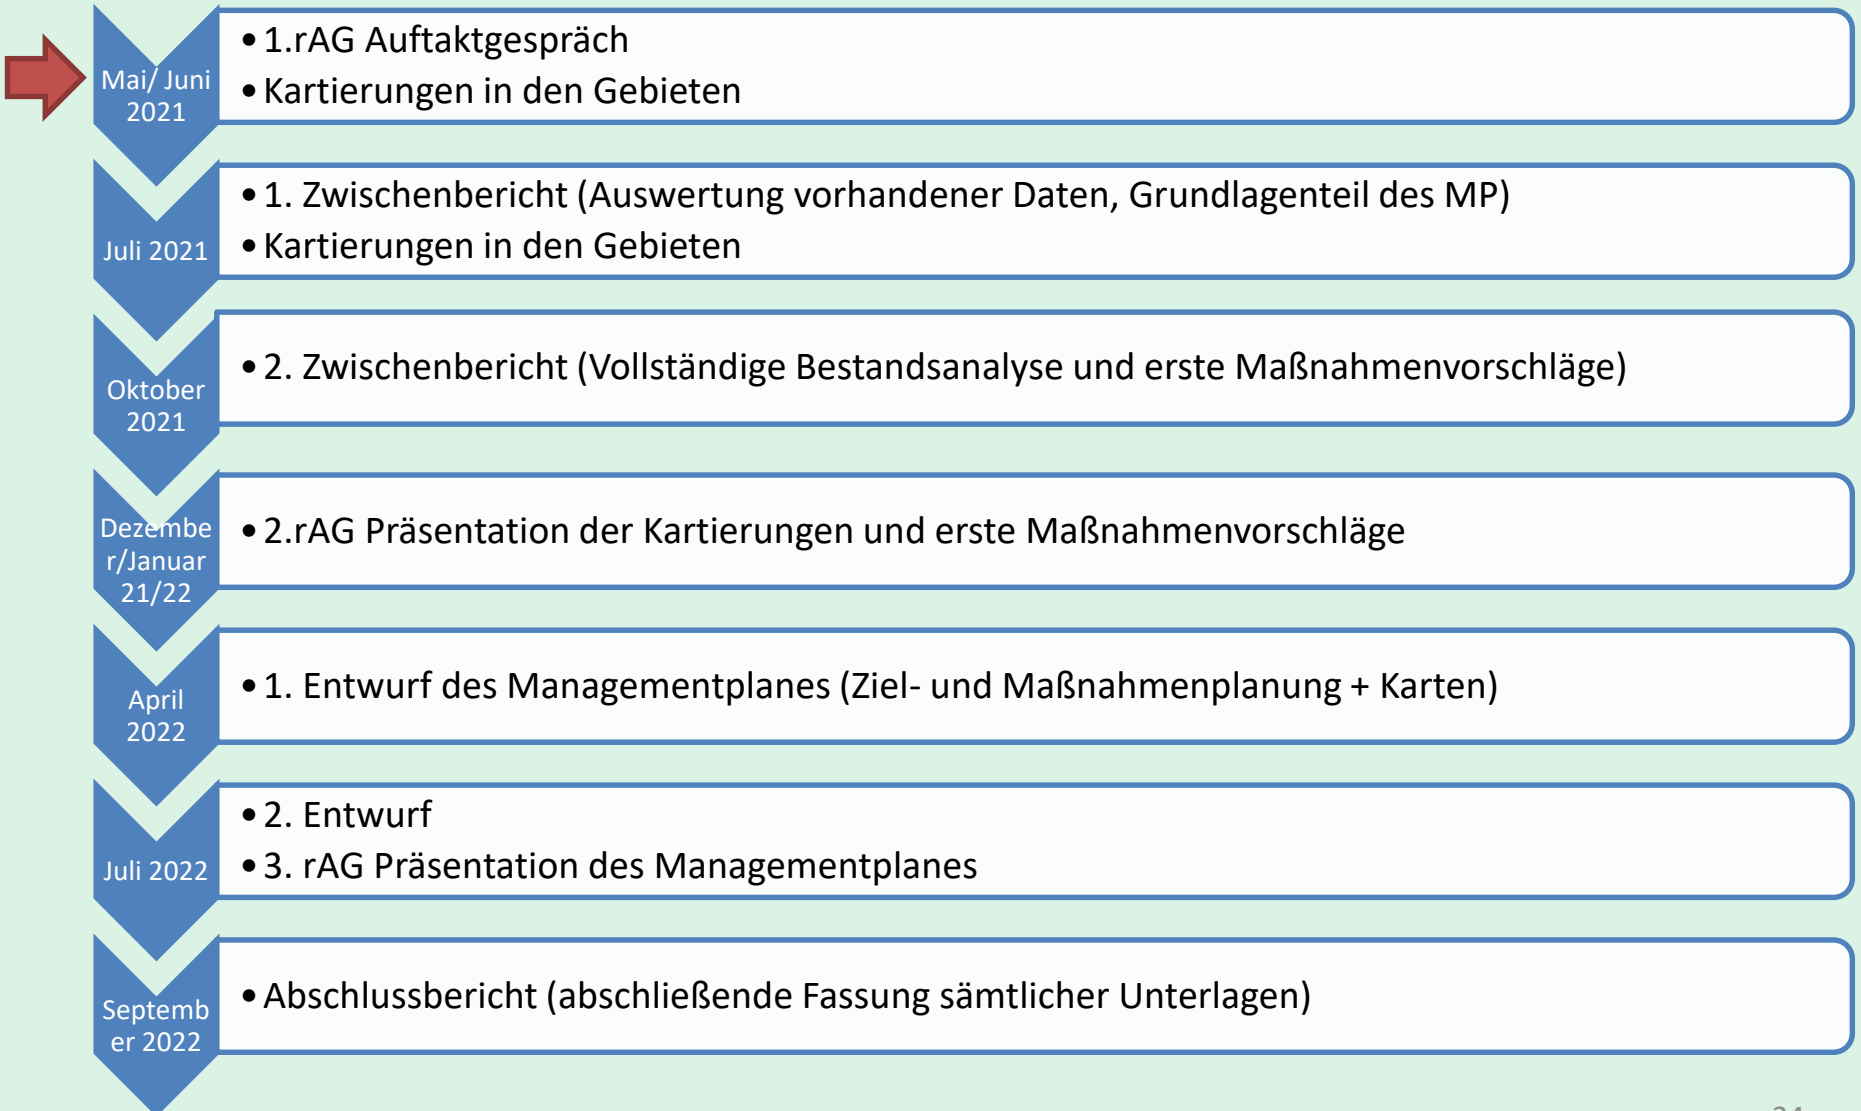 Mai/ Juni
2021
•1.rAG Auftaktgespräch
•Kartierungen in den Gebieten
Juli 2021
•1. Zwischenbericht (Auswertung vorhandener Daten, Grundlagenteil des MP)
•Kartierungen in den Gebieten
Oktober
2021
•2. Zwischenbericht (Vollständige Bestandsanalyse und erste Maßnahmenvorschläge)
Dezembe
r/Januar
21/22
•2.rAG Präsentation der Kartierungen und erste Maßnahmenvorschläge
April
2022
•1. Entwurf des Managementplanes (Ziel- und Maßnahmenplanung + Karten)
Juli 2022
•2. Entwurf
•3. rAG Präsentation des Managementplanes
Septemb
er 2022
•Abschlussbericht (abschließende Fassung sämtlicher Unterlagen)